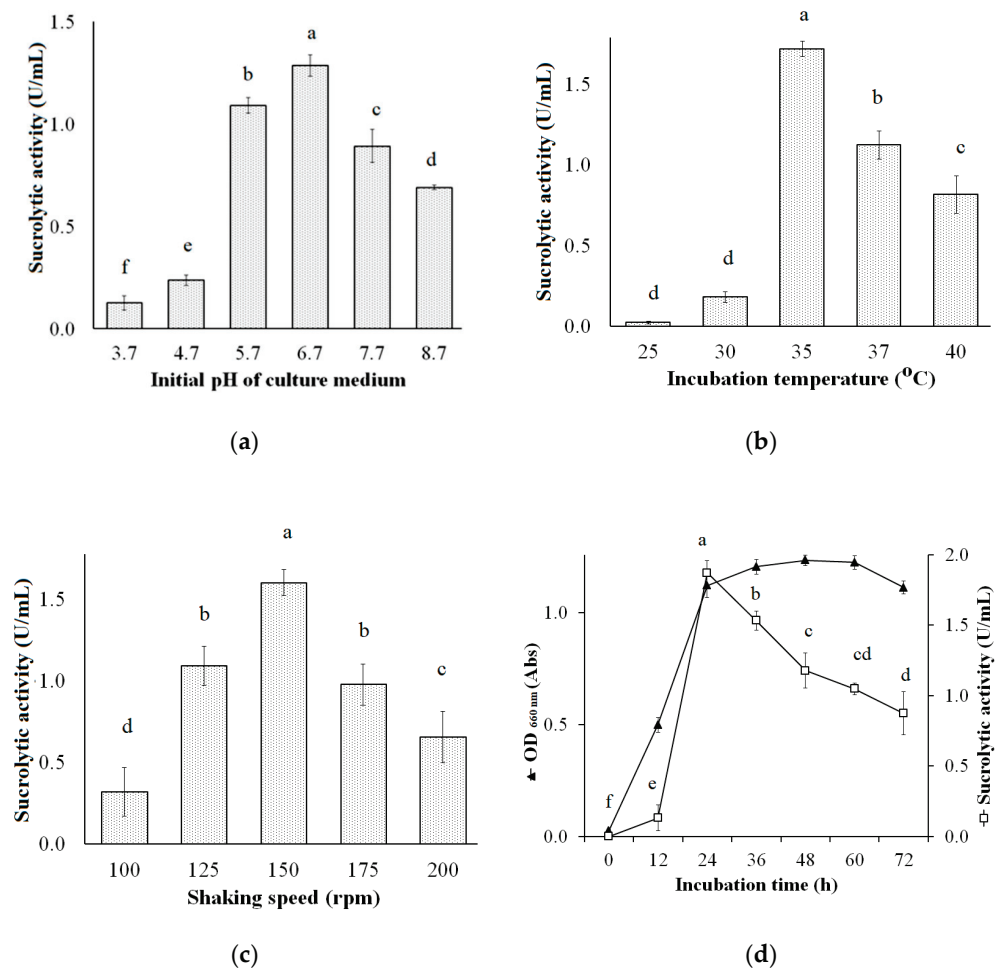 1.5
1.0
0.5
0.0
Sucrolytic activity (U/mL)
f
e
b
a
c
d
3.7 4.7 5.7 6.7 7.7 8.7
Initial pH of culture medium
(a)
1.5
1.0
0.5
0.0
Sucrolytic activity (U/mL)
d
d
a
b
c
25 30 35 37 40
Incubation temperature (ºC)
(b)
1.5
1.0
0.5
0.0
Sucrolytic activity (U/mL)
d
b
a
b
c
100 125 150 175 200
Shaking speed (rpm)
(c)
1.0
0.5
0.0
OD 660 nm (Abs)
f
e
a
b
c
cd
d
2.0
1.5
1.0
0.5
0.0
Sucrolytic activity (U/mL)
0 12 24 36 48 60 72
Incubation time (h)
(d)